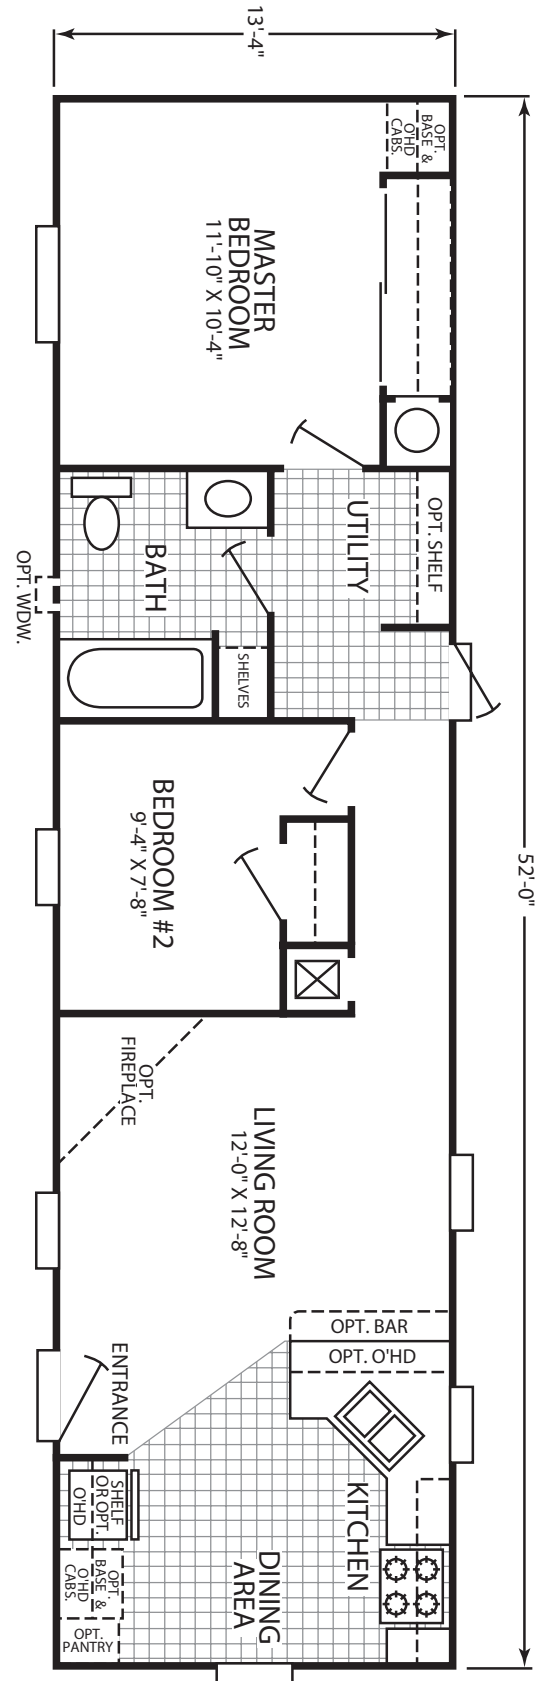 13'-4"
OPT.
BASE &
O'HD
CABS.
MASTER
BEDROOM
11'-10" X 10'-4"
52'-0"
OPT. SHELF
UTILITY
BATH
OPT. WDW.
SHELVES
BEDROOM #2
9'-4" X 7'-8"
OPT.
FIREPLACE
LIVING ROOM
12'-0" X 12'-8"
OPT. BAR
OPT. O'HD
ENTRANCE
KITCHEN
SHELF
OR OPT.
O'HD
DINING
AREA
OPT.
BASE &
O'HD
CABS.
OPT.
PANTRY